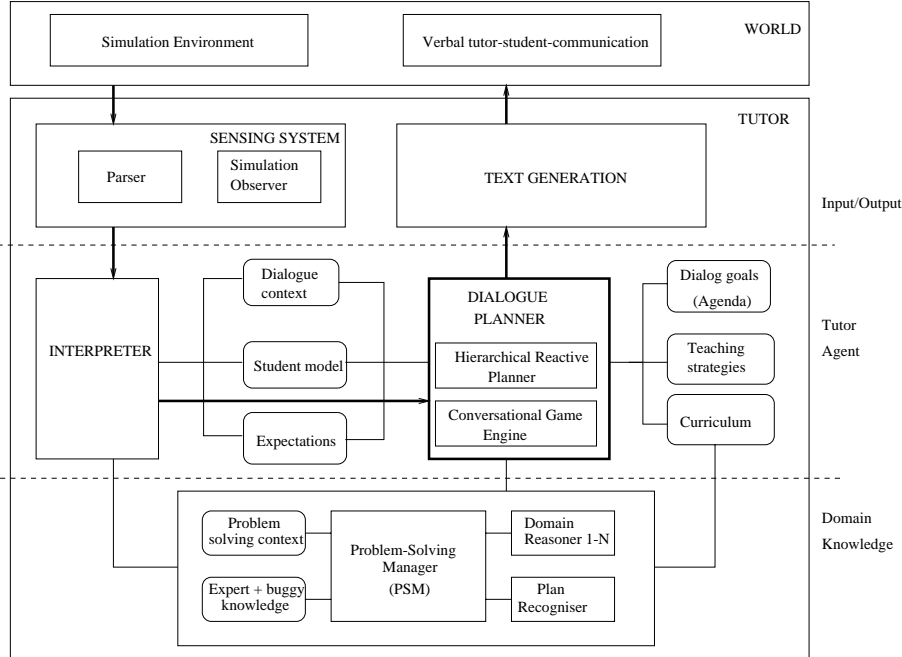 Simulation Environment
Verbal tutor-student-communication
WORLD
TUTOR
SENSING SYSTEM
Parser
Simulation
Observer
TEXT GENERATION
Input/Output
INTERPRETER
Dialogue
context
Student model
Expectations
DIALOGUE
PLANNER
Hierarchical Reactive
Planner
Conversational Game
Engine
Dialog goals
(Agenda)
Teaching
strategies
Curriculum
Tutor
Agent
Problem
solving context
Expert + buggy
knowledge
Problem-Solving
Manager
(PSM)
Domain
Reasoner 1-N
Plan
Recogniser
Domain
Knowledge